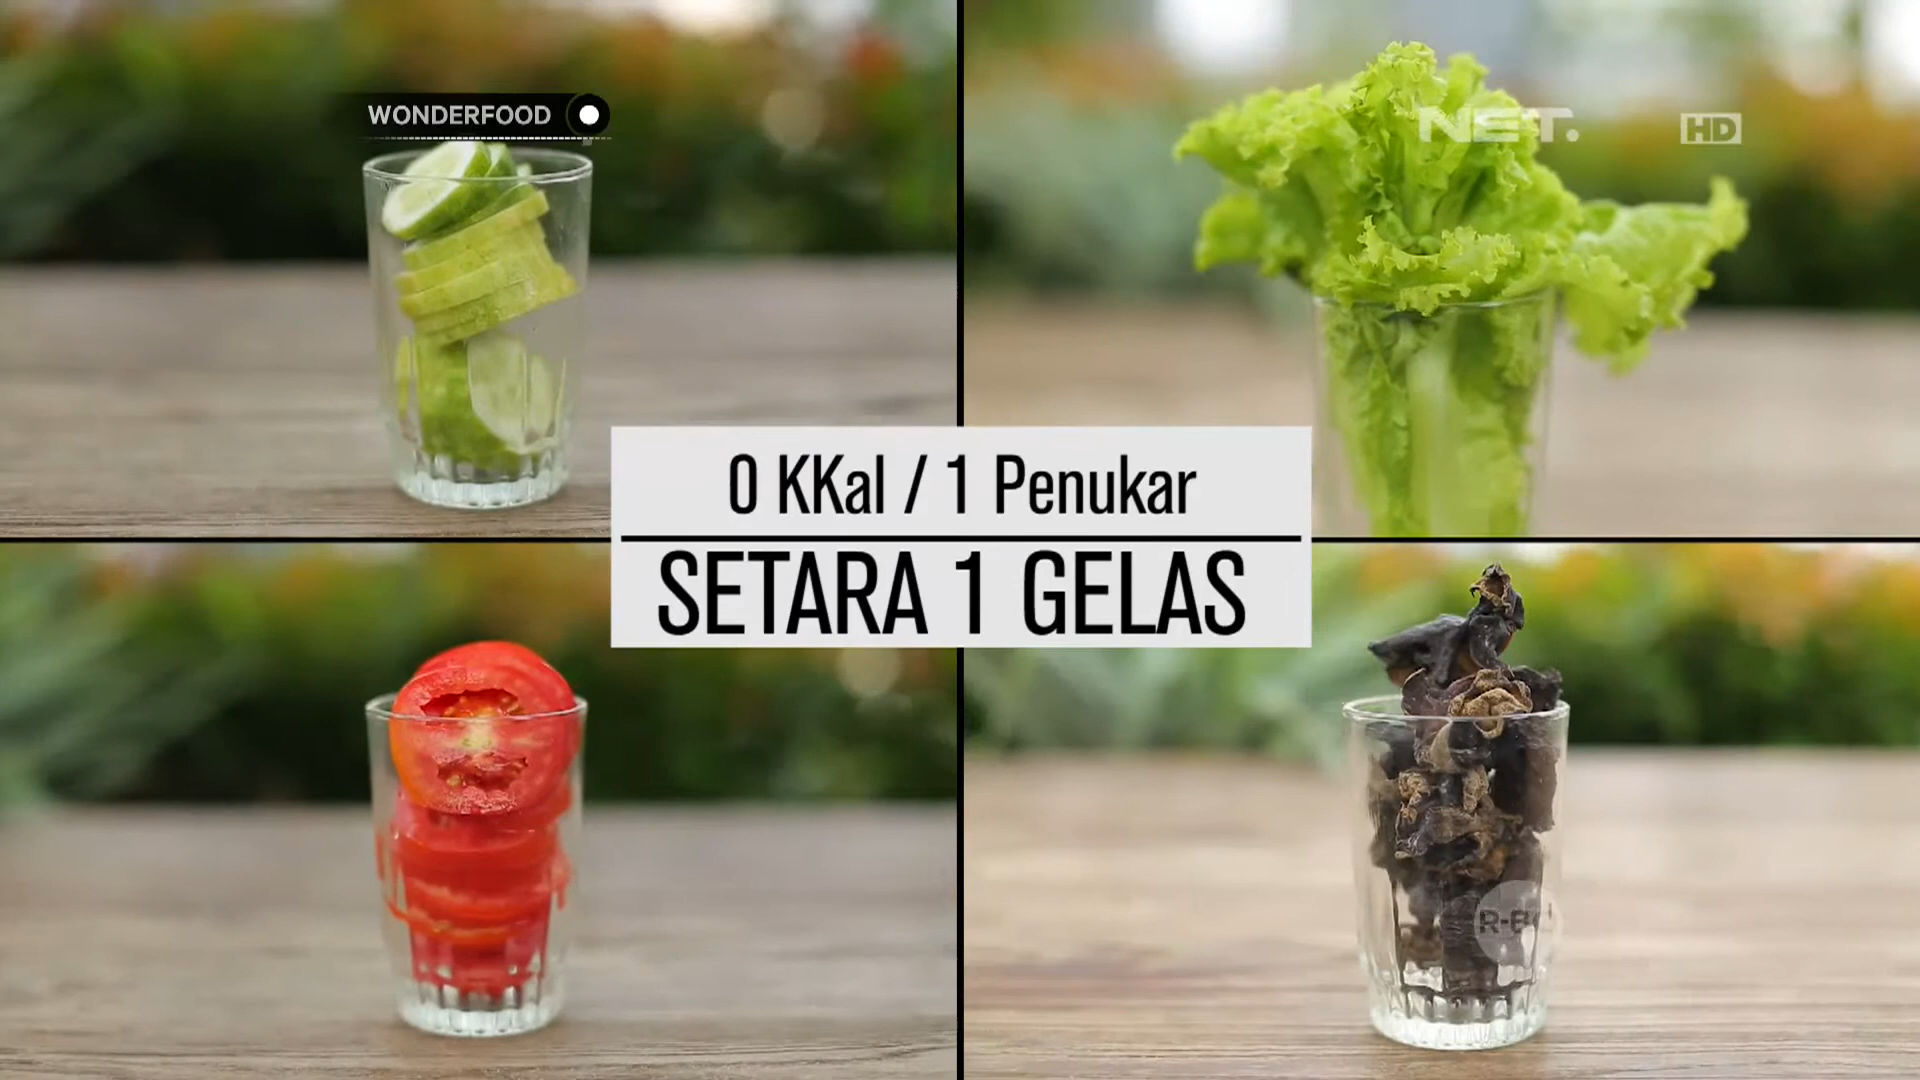 WONDERFOOD
NET.
HD
0 KKal / 1 Penukar
SETARA 1 GELAS